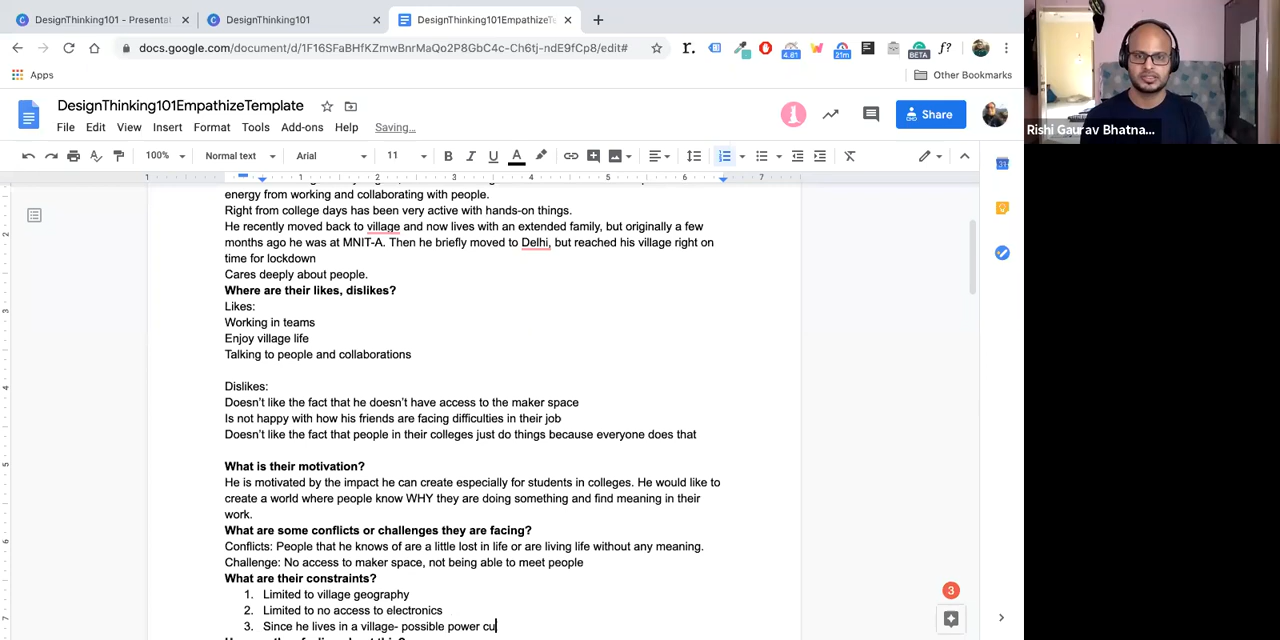 DesignThinking101 - Presentat
DesignThinking101
DesignThinking101EmpathizeTe
docs.google.com/document/d/1F16SFaBHfKZmwBnrMaQo2P8GbC4c-Ch6tj-ndE9fCp8/edit#
r.
4.81
21m
BETA
f?
Apps
Other Bookmarks
DesignThinking101EmpathizeTemplate
File Edit View Insert Format Tools Add-ons Help Saving...
Share
Rishi Gaurav Bhatna...
100% Normal text Arial 11 B I U A
1 1 2 3 4 5 6 7
energy from working and collaborating with people.
Right from college days has been very active with hands-on things.
He recently moved back to village and now lives with an extended family, but originally a few
months ago he was at MNIT-A. Then he briefly moved to Delhi, but reached his village right on
time for lockdown
Cares deeply about people.
Where are their likes, dislikes?
Likes:
Working in teams
Enjoy village life
Talking to people and collaborations
Dislikes:
Doesn't like the fact that he doesn't have access to the maker space
Is not happy with how his friends are facing difficulties in their job
Doesn't like the fact that people in their colleges just do things because everyone does that
What is their motivation?
He is motivated by the impact he can create especially for students in colleges. He would like to
create a world where people know WHY they are doing something and find meaning in their
work.
What are some conflicts or challenges they are facing?
Conflicts: People that he knows of are a little lost in life or are living life without any meaning.
Challenge: No access to maker space, not being able to meet people
What are their constraints?
1. Limited to village geography
2. Limited to no access to electronics
3. Since he lives in a village- possible power cu
3